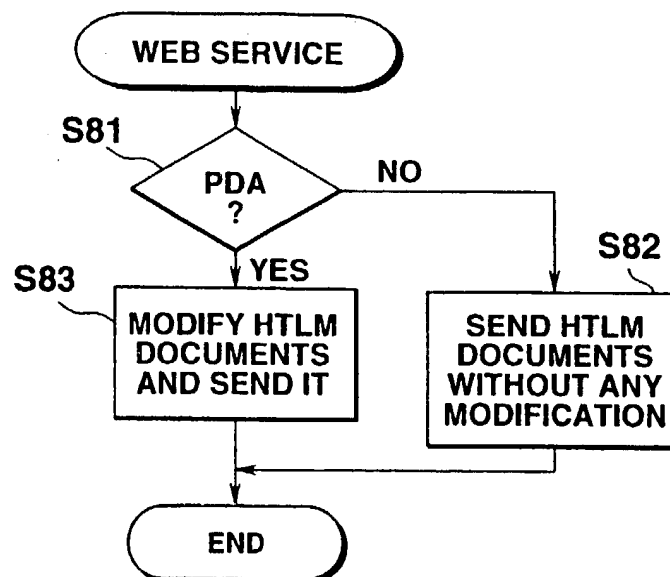 WEB SERVICE
S81
PDA
?
NO
YES
S83
MODIFY HTLM
DOCUMENTS
AND SEND IT
S82
SEND HTLM
DOCUMENTS
WITHOUT ANY
MODIFICATION
END